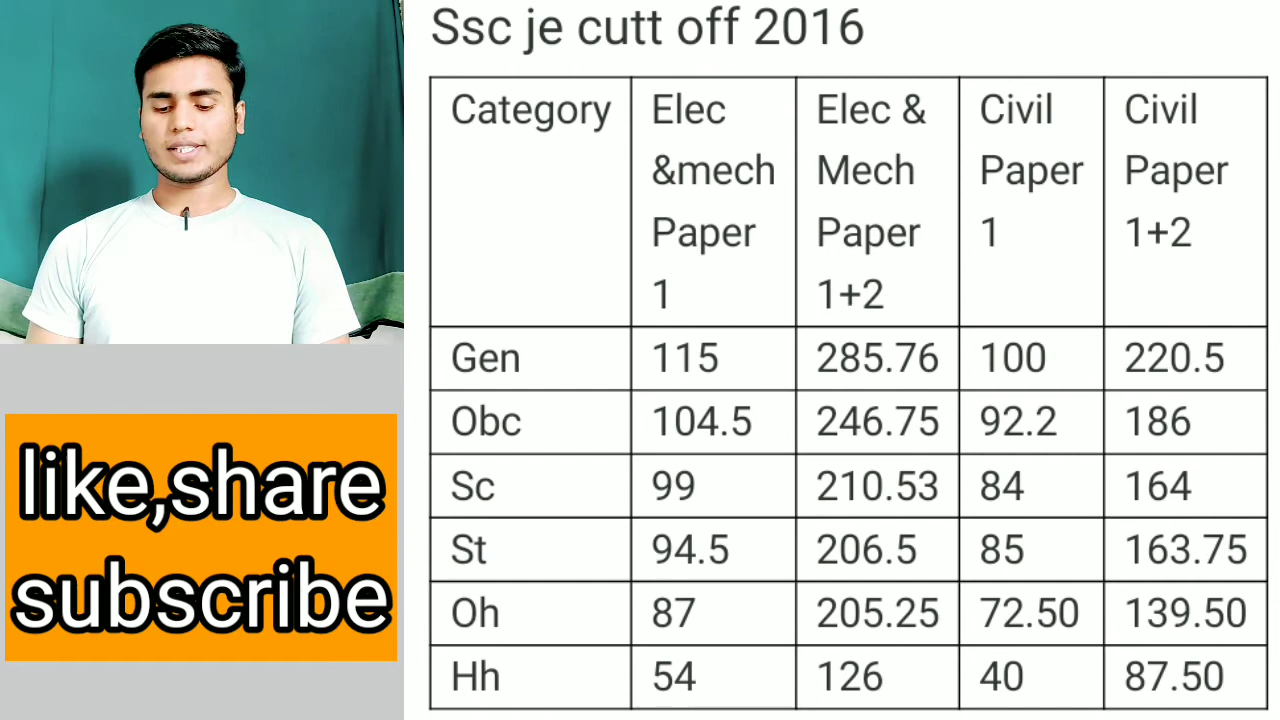 Ssc je cutt off 2016
Category Elec &mech Paper 1 Elec & Mech Paper 1+2 Civil Paper 1 Civil Paper 1+2
Gen 115 285.76 100 220.5
Obc 104.5 246.75 92.2 186
Sc 99 210.53 84 164
St 94.5 206.5 85 163.75
Oh 87 205.25 72.50 139.50
Hh 54 126 40 87.50
like,share
subscribe